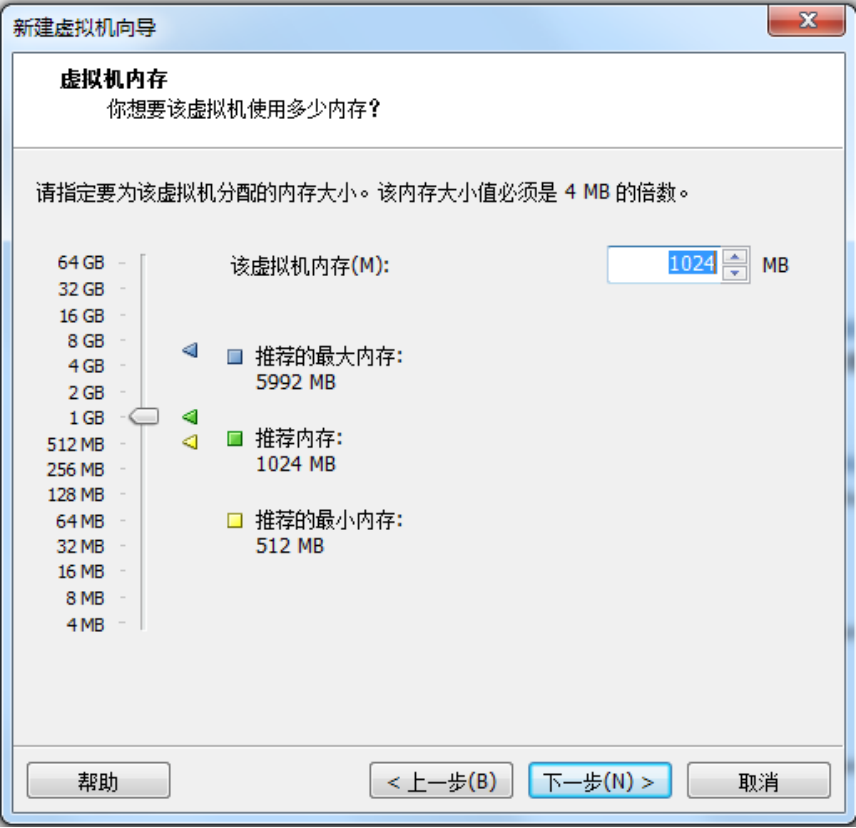 新建虚拟机向导
虚拟机内存
你想要该虚拟机使用多少内存?
请指定要为该虚拟机分配的内存大小。该内存大小值必须是 4 MB 的倍数。
64 GB
32 GB
16 GB
8 GB
4 GB
2 GB
1 GB
512 MB
256 MB
128 MB
64 MB
32 MB
16 MB
8 MB
4 MB
该虚拟机内存(M): 1024 MB
推荐的最大内存:
5992 MB
推荐内存:
1024 MB
推荐的最小内存:
512 MB
帮助 < 上一步(B) 下一步(N) > 取消